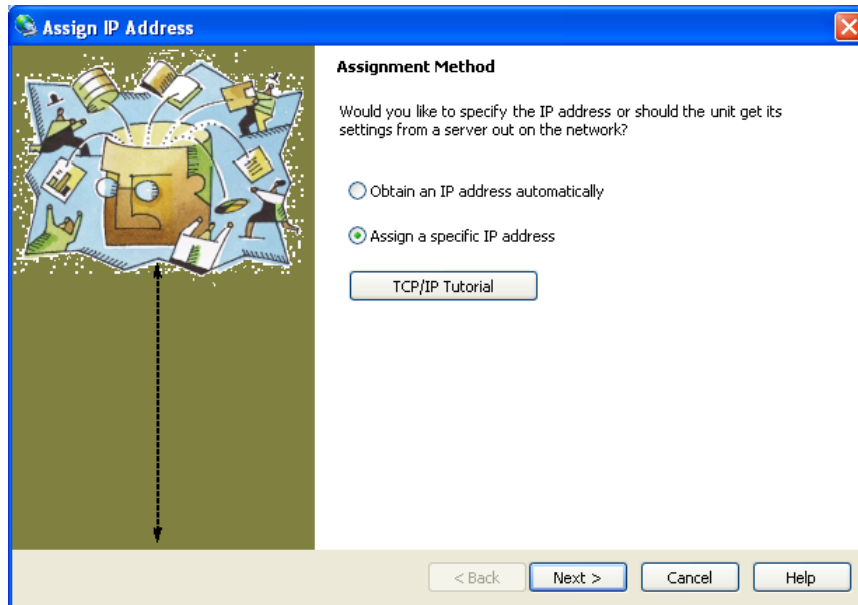 Assign IP Address
Assignment Method
Would you like to specify the IP address or should the unit get its
settings from a server out on the network?
Obtain an IP address automatically
Assign a specific IP address
TCP/IP Tutorial
< Back
Next >
Cancel
Help